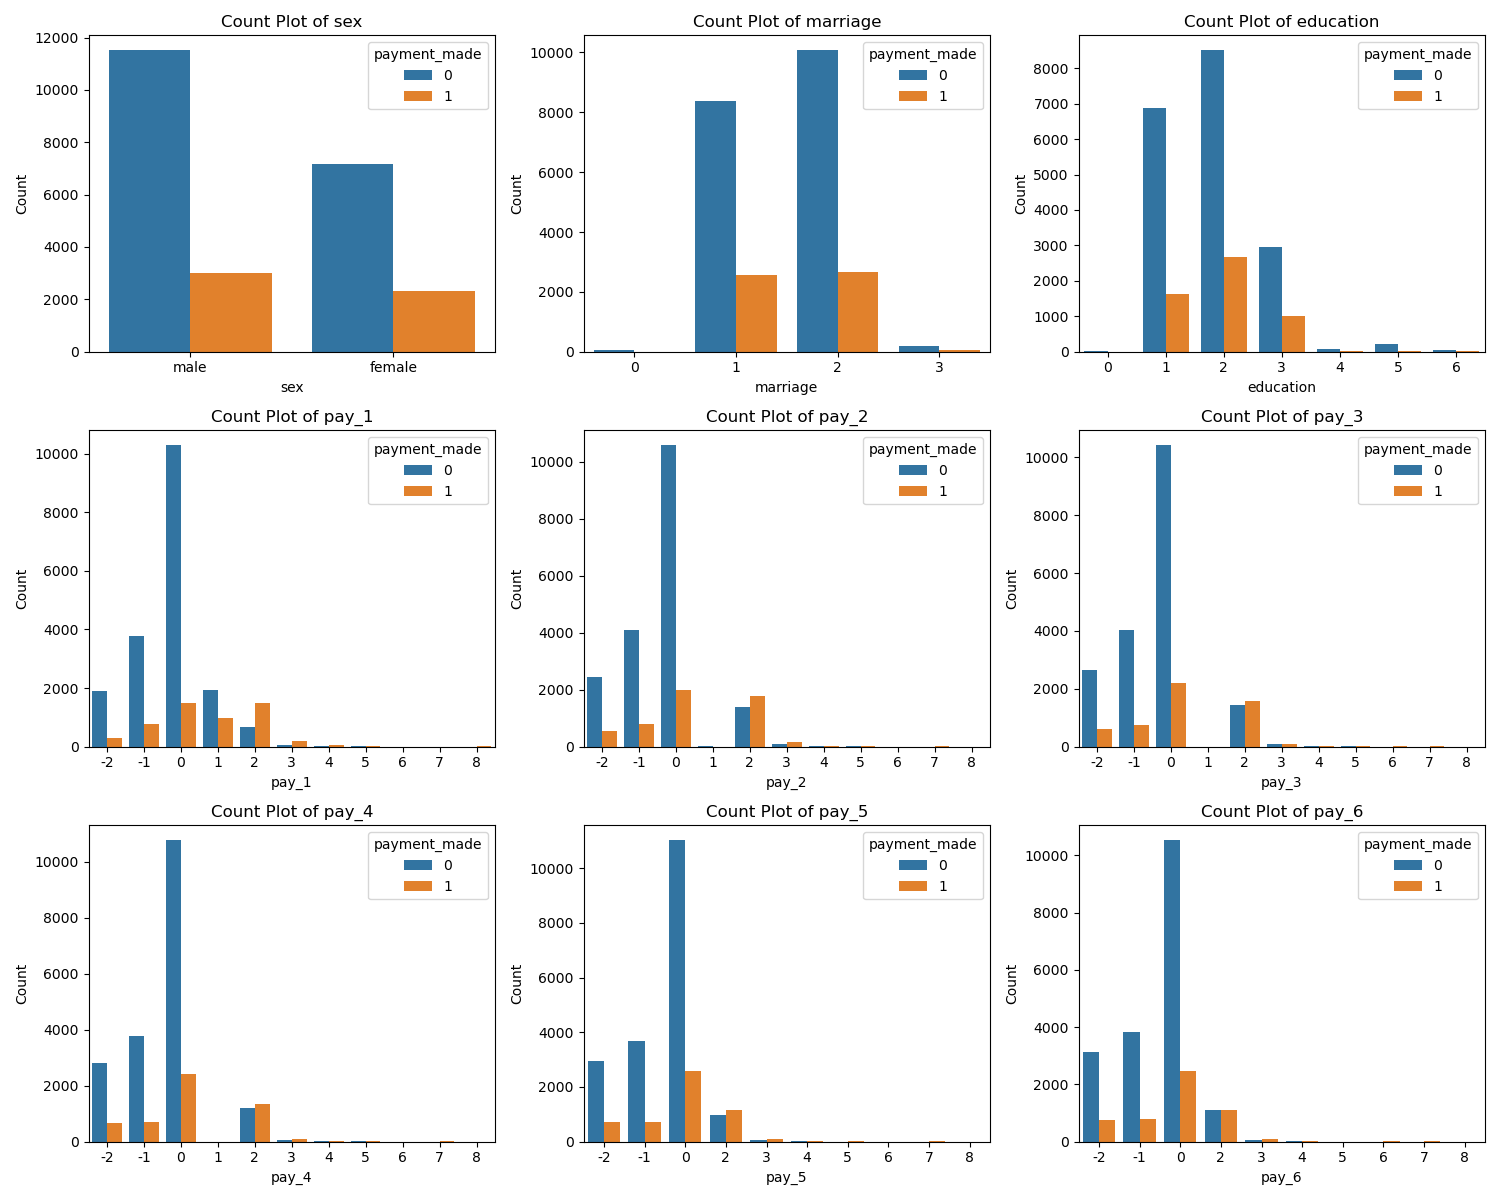 Count Plot of sex
12000
10000
8000
6000
4000
2000
0
Count
male female
sex
payment_made
0
1
Count Plot of marriage
10000
8000
6000
4000
2000
0
Count
0 1 2 3
marriage
payment_made
0
1
Count Plot of education
8000
7000
6000
5000
4000
3000
2000
1000
0
Count
0 1 2 3 4 5 6
education
payment_made
0
1
Count Plot of pay_1
10000
8000
6000
4000
2000
0
Count
-2 -1 0 1 2 3 4 5 6 7 8
pay_1
payment_made
0
1
Count Plot of pay_2
10000
8000
6000
4000
2000
0
Count
-2 -1 0 1 2 3 4 5 6 7 8
pay_2
payment_made
0
1
Count Plot of pay_3
10000
8000
6000
4000
2000
0
Count
-2 -1 0 1 2 3 4 5 6 7 8
pay_3
payment_made
0
1
Count Plot of pay_4
10000
8000
6000
4000
2000
0
Count
-2 -1 0 1 2 3 4 5 6 7 8
pay_4
payment_made
0
1
Count Plot of pay_5
10000
8000
6000
4000
2000
0
Count
-2 -1 0 2 3 4 5 6 7 8
pay_5
payment_made
0
1
Count Plot of pay_6
10000
8000
6000
4000
2000
0
Count
-2 -1 0 2 3 4 5 6 7 8
pay_6
payment_made
0
1